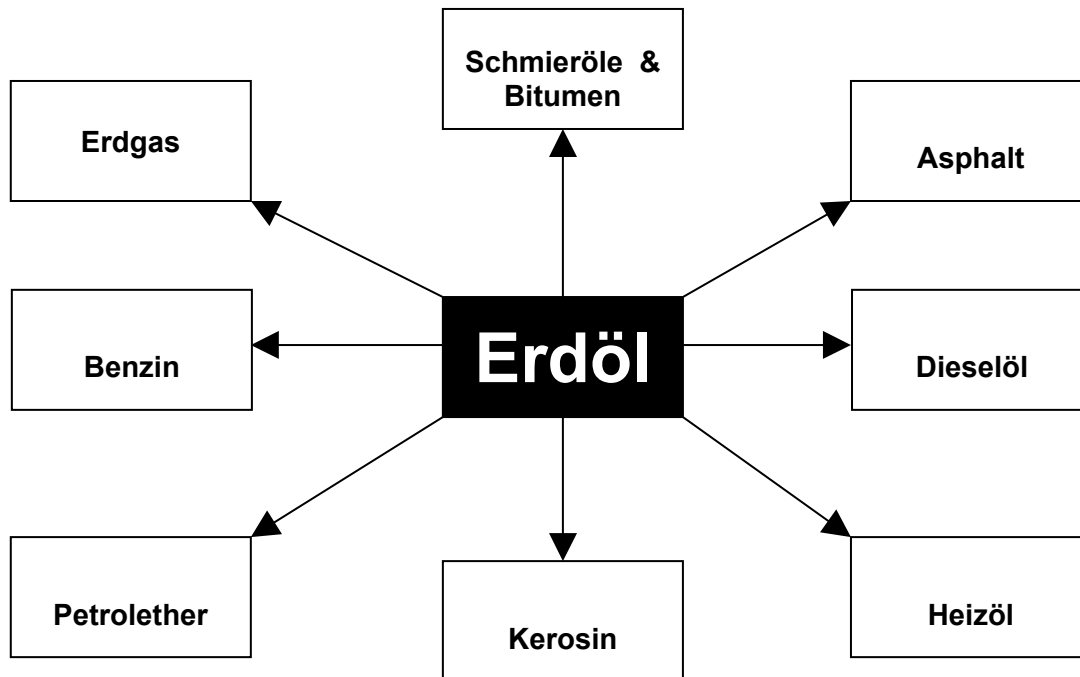 Schmieröle & 
Bitumen
Erdgas
Asphalt
Erdöl
Benzin
Dieselöl
Petrolether
Kerosin
Heizöl